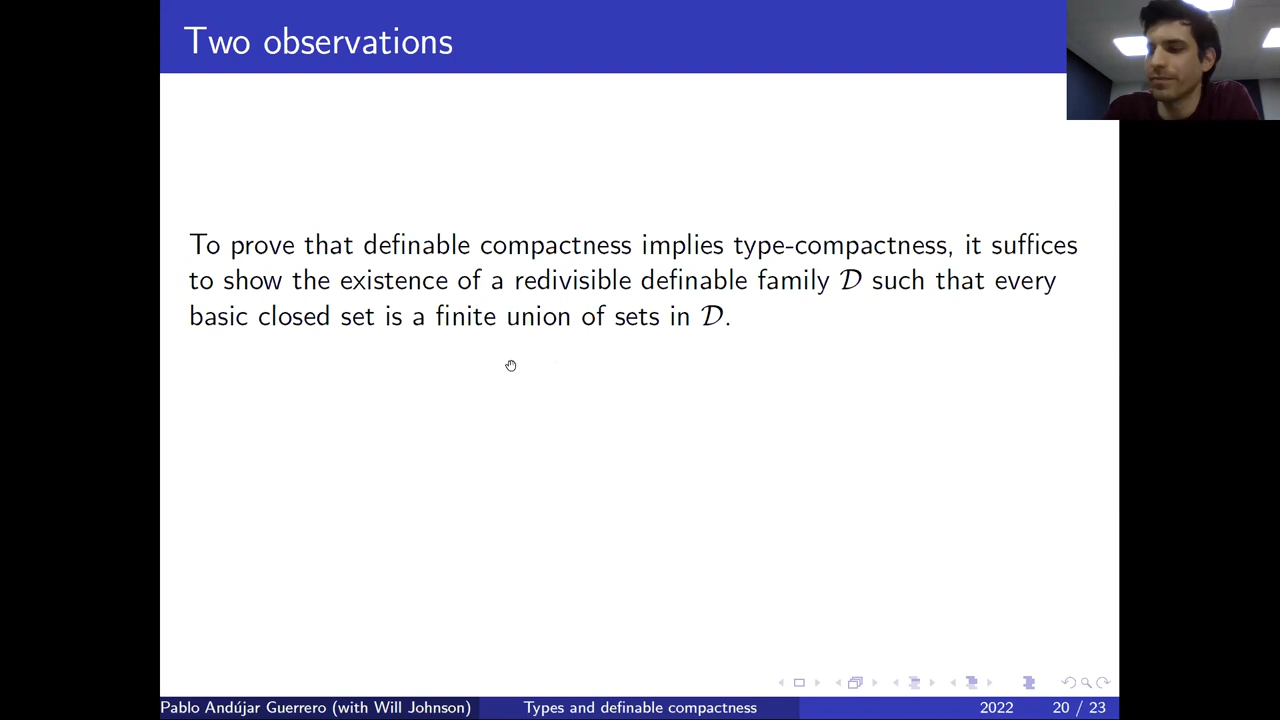 Two observations
To prove that definable compactness implies type-compactness, it suffices
to show the existence of a redivisible definable family 𝒟 such that every
basic closed set is a finite union of sets in 𝒟.
Pablo Andújar Guerrero (with Will Johnson)
Types and definable compactness
2022
20 / 23